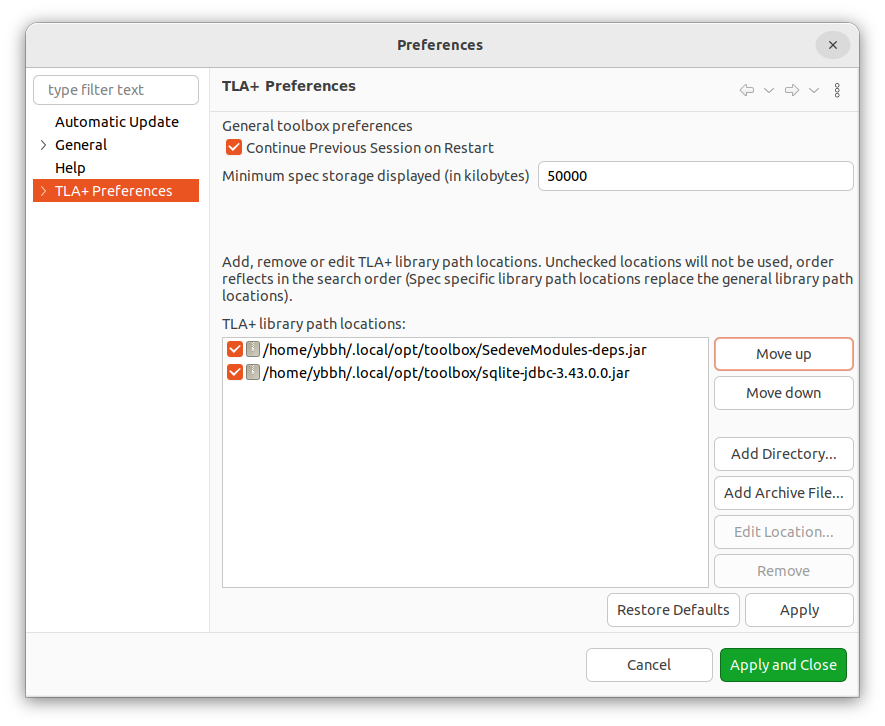 Preferences
type filter text
Automatic Update
General
Help
TLA+ Preferences
TLA+ Preferences
General toolbox preferences
Continue Previous Session on Restart
Minimum spec storage displayed (in kilobytes)
50000
Add, remove or edit TLA+ library path locations. Unchecked locations will not be used, order
reflects in the search order (Spec specific library path locations replace the general library path
locations).
TLA+ library path locations:
/home/ybbh/.local/opt/toolbox/SedeveModules-deps.jar
/home/ybbh/.local/opt/toolbox/sqlite-jdbc-3.43.0.0.jar
Move up
Move down
Add Directory...
Add Archive File...
Edit Location...
Remove
Restore Defaults
Apply
Cancel
Apply and Close